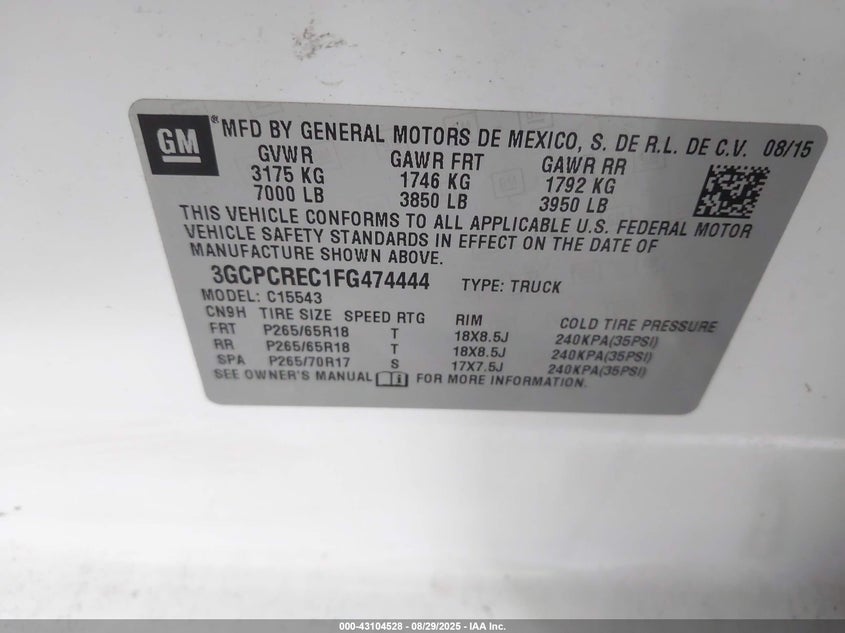 GM
® MFD BY GENERAL MOTORS DE MEXICO, S. DE R.L. DE C.V. 08/15
GVWR GAWR FRT GAWR RR
3175 KG 1746 KG 1792 KG
7000 LB 3850 LB 3950 LB
THIS VEHICLE CONFORMS TO ALL APPLICABLE U.S. FEDERAL MOTOR
VEHICLE SAFETY STANDARDS IN EFFECT ON THE DATE OF
MANUFACTURE SHOWN ABOVE.
3GCPCREC1FG474444 TYPE: TRUCK
MODEL: C15543
CN9H TIRE SIZE SPEED RTG RIM COLD TIRE PRESSURE
FRT P265/65R18 T 18X8.5J 240KPA(35PSI)
RR P265/65R18 T 18X8.5J 240KPA(35PSI)
SPA P265/70R17 S 17X7.5J 240KPA(35PSI)
SEE OWNER'S MANUAL FOR MORE INFORMATION.
000-43104528 - 08/29/2025 - IAA Inc.